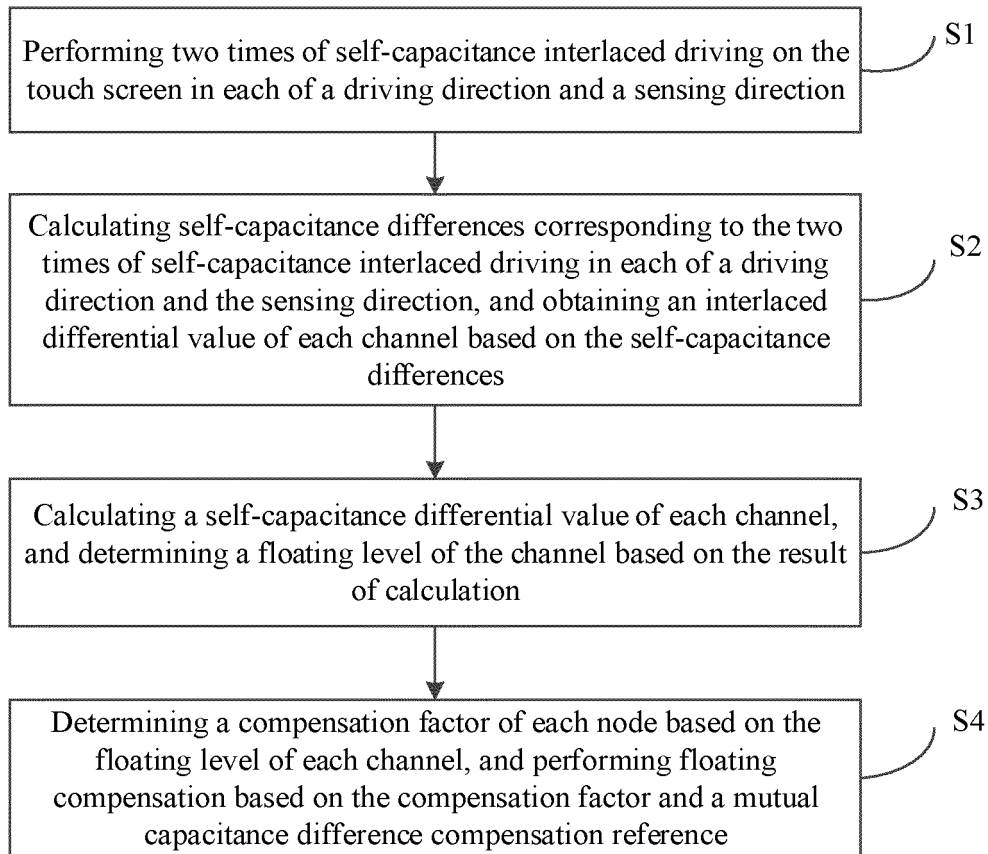 Performing two times of self-capacitance interlaced driving on the
touch screen in each of a driving direction and a sensing direction
S1
Calculating self-capacitance differences corresponding to the two
times of self-capacitance interlaced driving in each of a driving
direction and the sensing direction, and obtaining an interlaced
differential value of each channel based on the self-capacitance
differences
S2
Calculating a self-capacitance differential value of each channel,
and determining a floating level of the channel based on the result
of calculation
S3
Determining a compensation factor of each node based on the
floating level of each channel, and performing floating
compensation based on the compensation factor and a mutual
capacitance difference compensation reference
S4